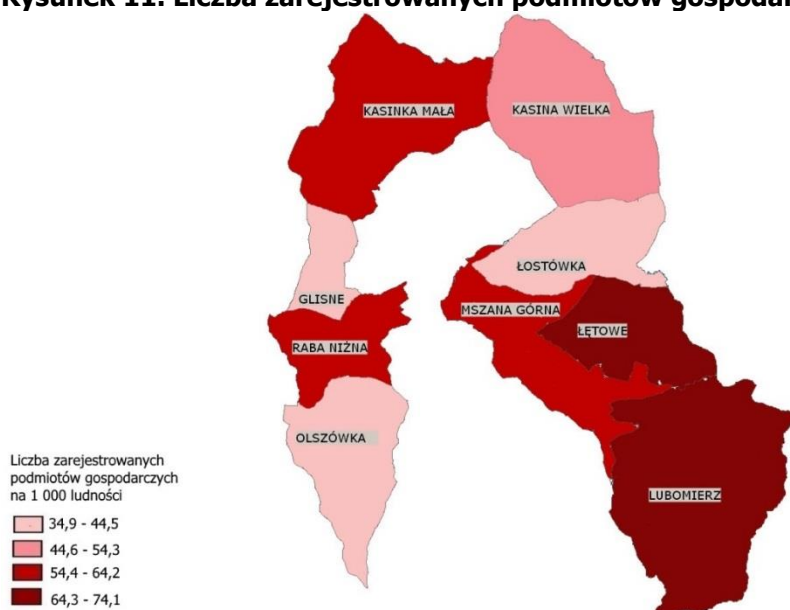 Rysunek 11. Liczba zarejestrowanych podmiotów gospodar
KASINKA MAŁA
KASINA WIELKA
ŁOSTÓWKA
GLISNE
MSZANA GÓRNA
ŁĘTOWE
RABA NIŻNA
OLSZÓWKA
LUBOMIERZ
Liczba zarejestrowanych
podmiotów gospodarczych
na 1 000 ludności
34,9 - 44,5
44,6 - 54,3
54,4 - 64,2
64,3 - 74,1